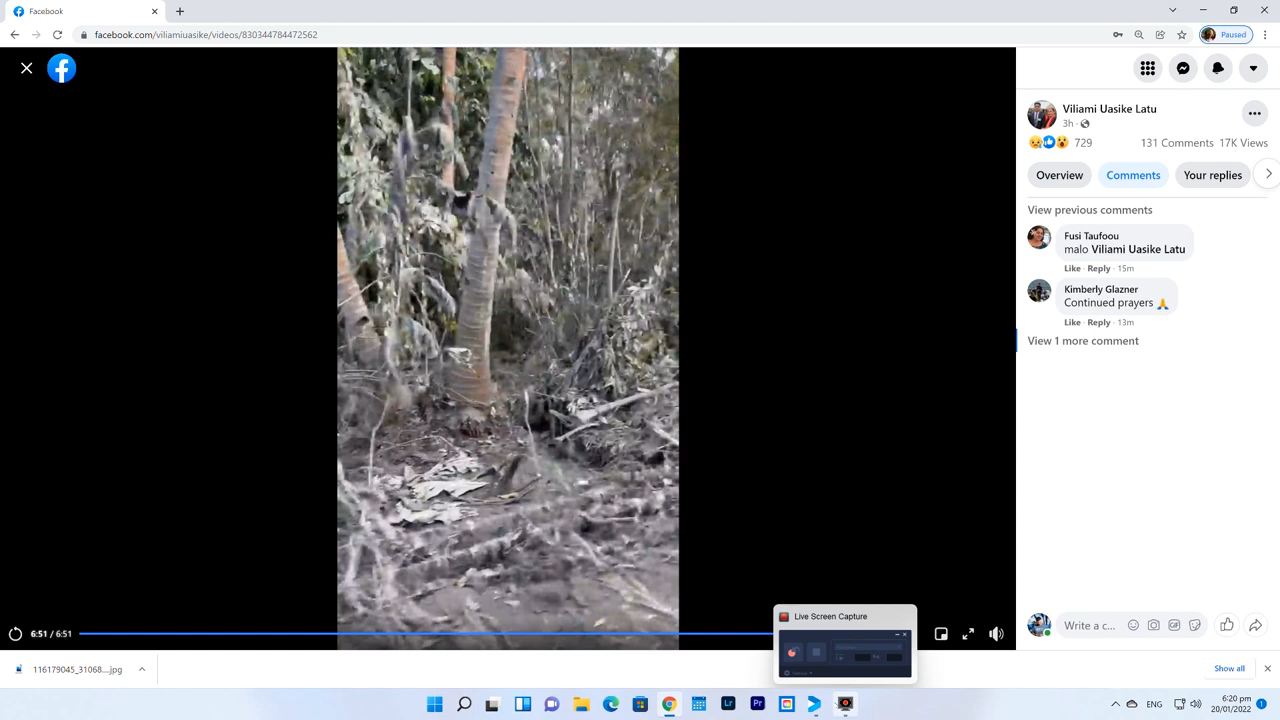 Facebook
facebook.com/viliamiuasike/videos/830344784472562
Paused
Viliami Uasike Latu
3h
729
131 Comments 17K Views
Overview
Comments
Your replies
View previous comments
Fusi Taufoou
malo Viliami Uasike Latu
Like · Reply · 15m
Kimberly Glazner
Continued prayers 🙏
Like · Reply · 13m
View 1 more comment
6:51 / 6:51
Live Screen Capture
Write a c...
116179045_31068....jpg
Show all
Lr
Pr
ENG
6:20 pm
20/01/2022
1